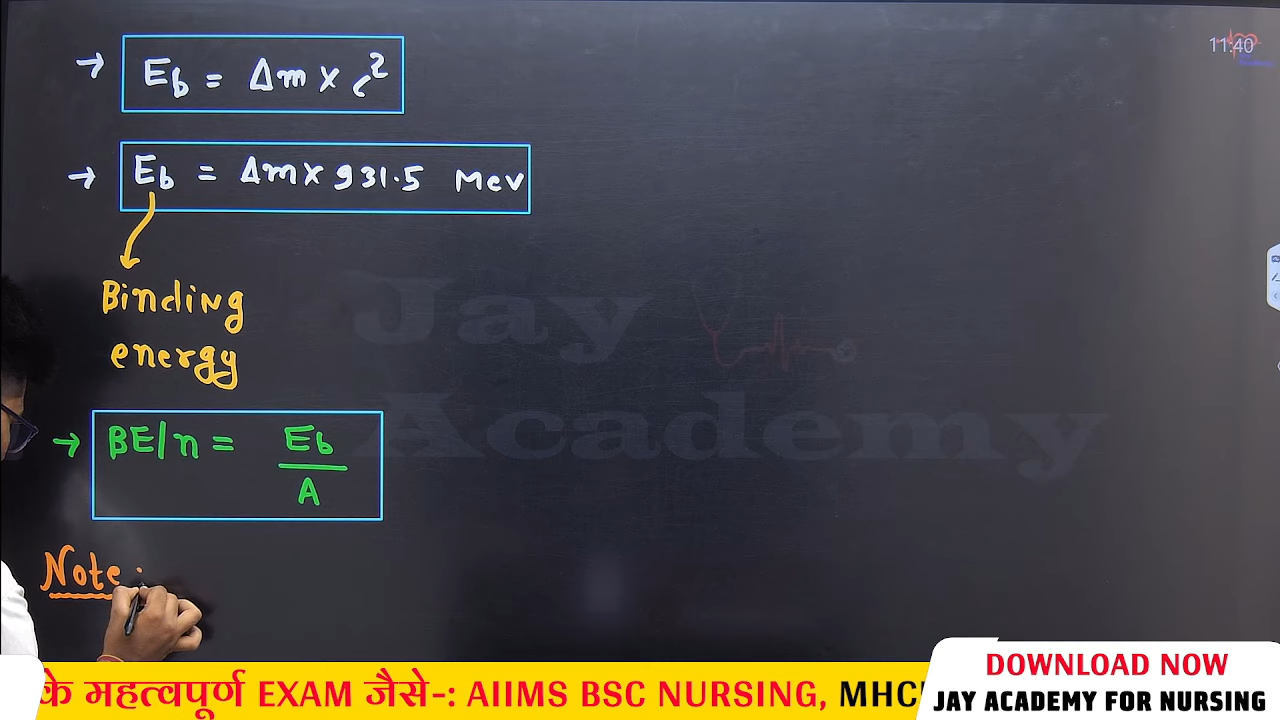 → Eb = Δm × c²
11:40
→ Eb = Δm × 931.5 Mev
Binding
energy
Jay
Academy
→ BE/n = Eb
A
Note :
के महत्वपूर्ण EXAM जैसे-: AIIMS BSC NURSING,
DOWNLOAD NOW
JAY ACADEMY FOR NURSING